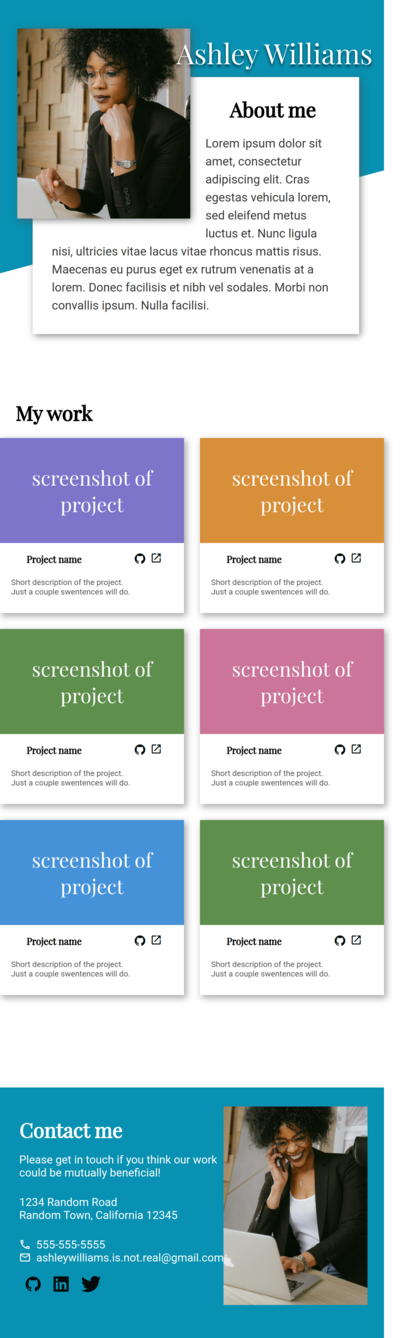 Ashley Williams
About me
Lorem ipsum dolor sit
amet, consectetur
adipiscing elit. Cras
egestas vehicula lorem,
sed eleifend metus
luctus et. Nunc ligula
nisi, ultricies vitae lacus vitae rhoncus mattis risus.
Maecenas eu purus eget ex rutrum venenatis at a
lorem. Donec facilisis et nibh vel sodales. Morbi non
convallis ipsum. Nulla facilisi.
My work
screenshot of
project
Project name
Short description of the project.
Just a couple swentences will do.
screenshot of
project
Project name
Short description of the project.
Just a couple swentences will do.
screenshot of
project
Project name
Short description of the project.
Just a couple swentences will do.
screenshot of
project
Project name
Short description of the project.
Just a couple swentences will do.
screenshot of
project
Project name
Short description of the project.
Just a couple swentences will do.
screenshot of
project
Project name
Short description of the project.
Just a couple swentences will do.
Contact me
Please get in touch if you think our work
could be mutually beneficial!
1234 Random Road
Random Town, California 12345
555-555-5555
ashleywilliams.is.not.real@gmail.com